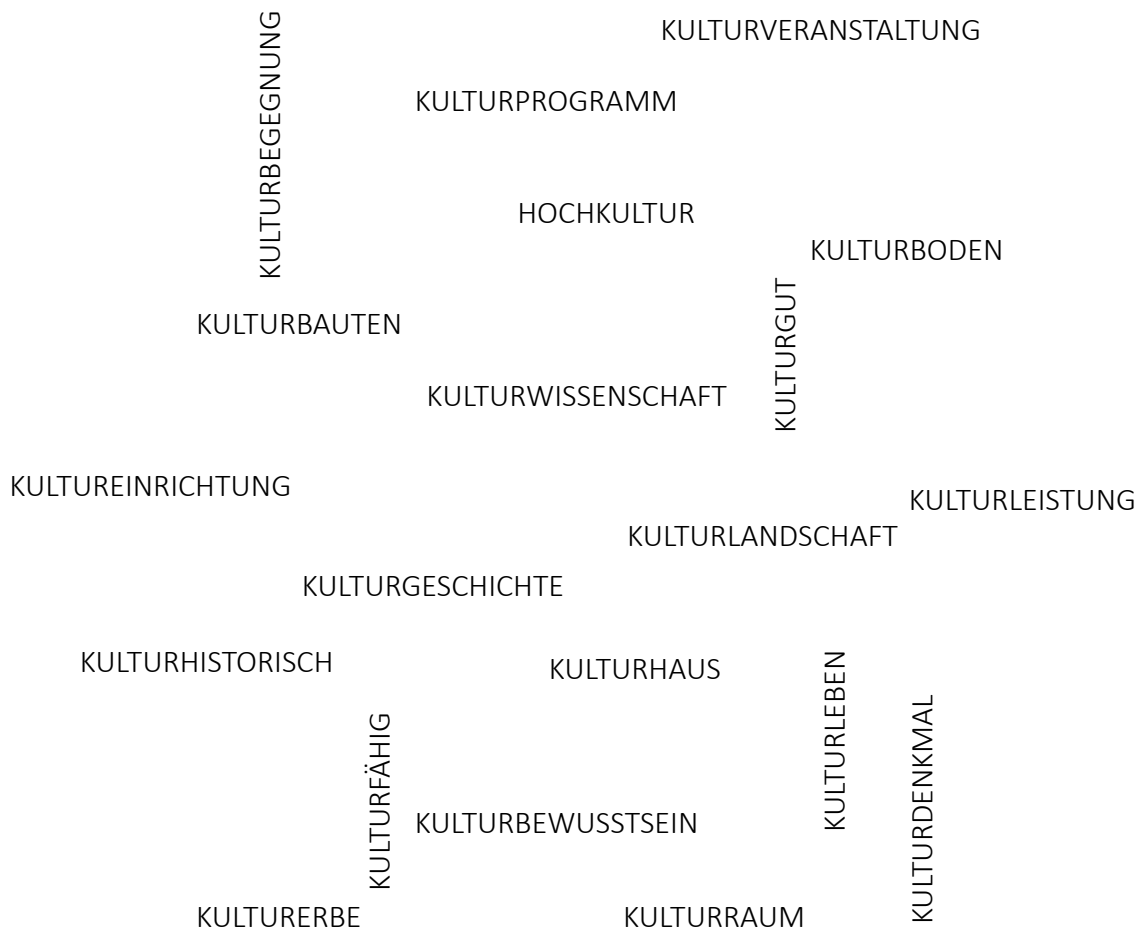 KULTURBEGEGNUNG
KULTURVERANSTALTUNG
KULTURPROGRAMM
HOCHKULTUR
KULTURBODEN
KULTURGUT
KULTURBAUTEN
KULTURWISSENSCHAFT
KULTUREINRICHTUNG
KULTURLEISTUNG
KULTURLANDSCHAFT
KULTURGESCHICHTE
KULTURHISTORISCH
KULTURHAUS
KULTURLEBEN
KULTURDENKMAL
KULTURFÄHIG
KULTURBEWUSSTSEIN
KULTURERBE
KULTURRAUM